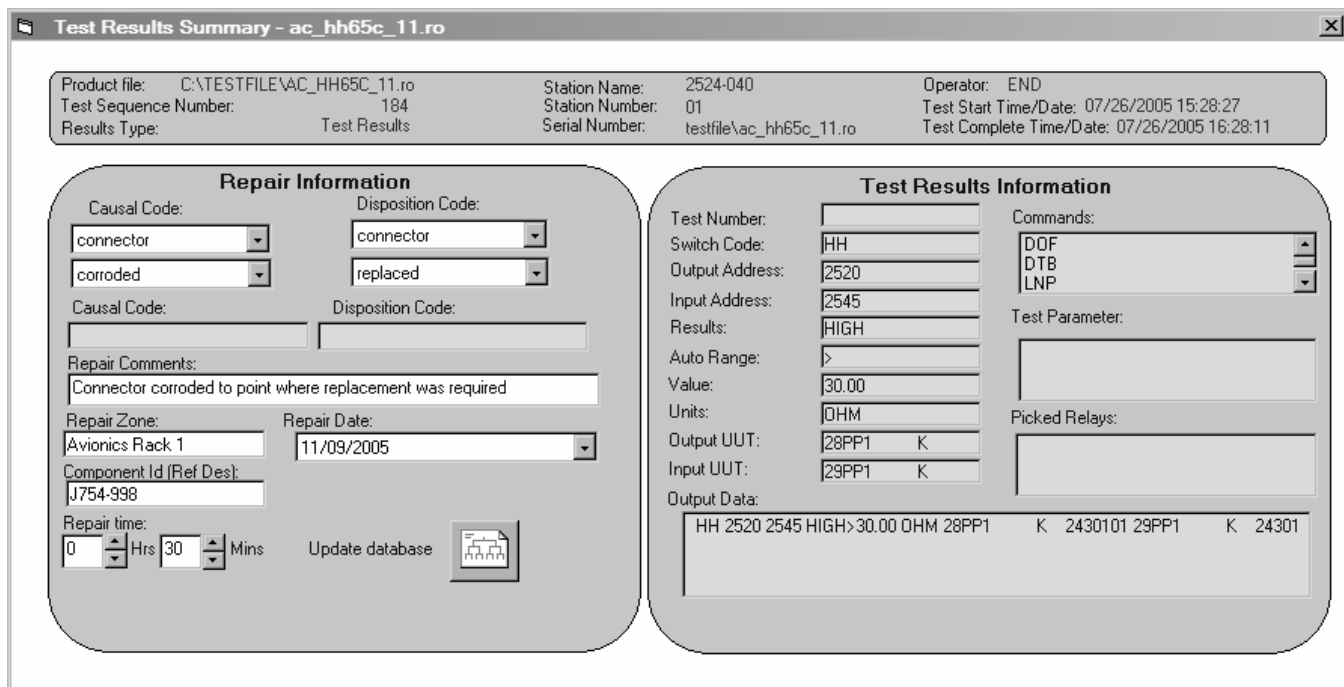 Test Results Summary - ac_hh65c_11.ro
Product file: C:\TESTFILE\AC_HH65C_11.ro
Test Sequence Number: 184
Results Type: Test Results
Station Name: 2524-040
Station Number: 01
Serial Number: testfile\ac_hh65c_11.ro
Operator: END
Test Start Time/Date: 07/26/2005 15:28:27
Test Complete Time/Date: 07/26/2005 16:28:11
Repair Information
Causal Code: Disposition Code:
connector connector
corroded replaced
Causal Code: Disposition Code:
Repair Comments:
Connector corroded to point where replacement was required
Repair Zone: Repair Date:
Avionics Rack 1 11/09/2005
Component Id (Ref Des):
J754-998
Repair time:
0 Hrs 30 Mins Update database
Test Results Information
Test Number:
Switch Code: HH
Output Address: 2520
Input Address: 2545
Results: HIGH
Auto Range: >
Value: 30.00
Units: OHM
Output UUT: 28PP1 K
Input UUT: 29PP1 K
Commands:
DOF
DTB
LNP
Test Parameter:
Picked Relays:
Output Data:
HH 2520 2545 HIGH>30.00 OHM 28PP1 K 2430101 29PP1 K 24301